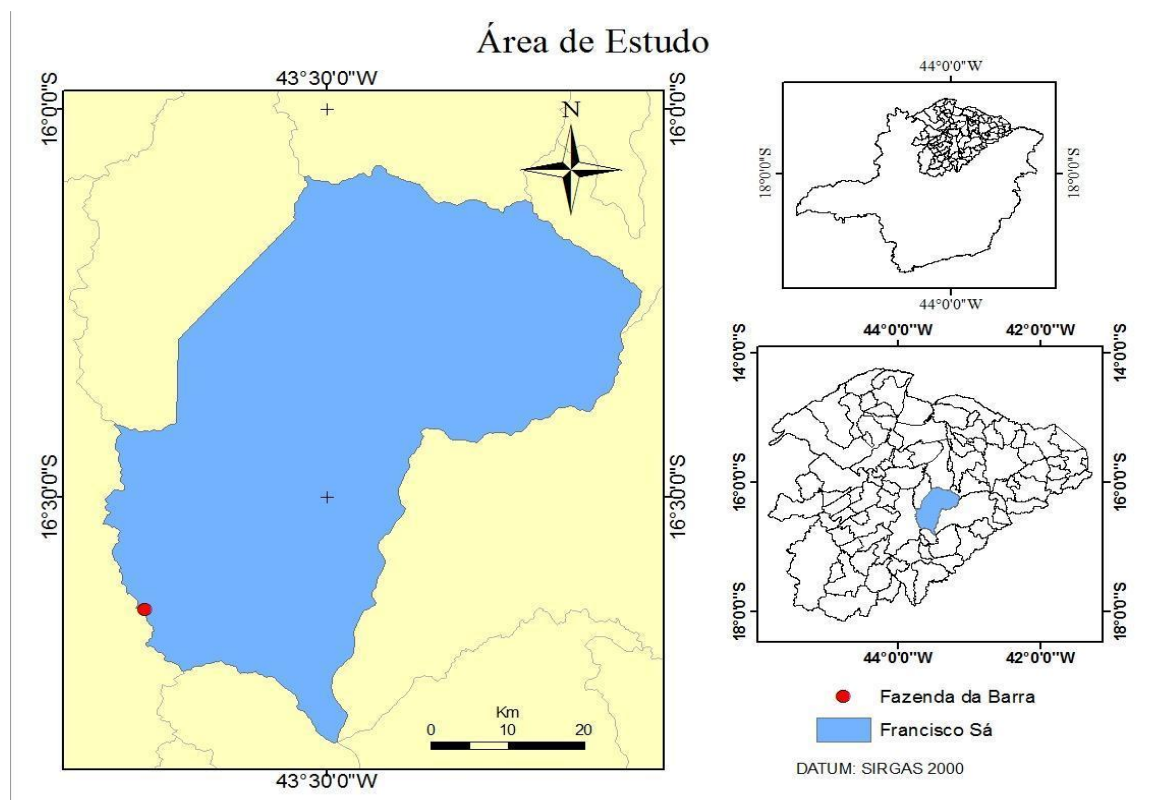 Área de Estudo
43°30'0"W
16°0'0"S
16°0'0"S
N
16°30'0"S
16°30'0"S
Km
0 10 20
43°30'0"W
44°0'0"W
18°0'0"S
18°0'0"S
44°0'0"W
44°0'0"W 42°0'0"W
14°0'0"S
14°0'0"S
16°0'0"S
16°0'0"S
18°0'0"S
18°0'0"S
44°0'0"W 42°0'0"W
Fazenda da Barra
Francisco Sá
DATUM: SIRGAS 2000